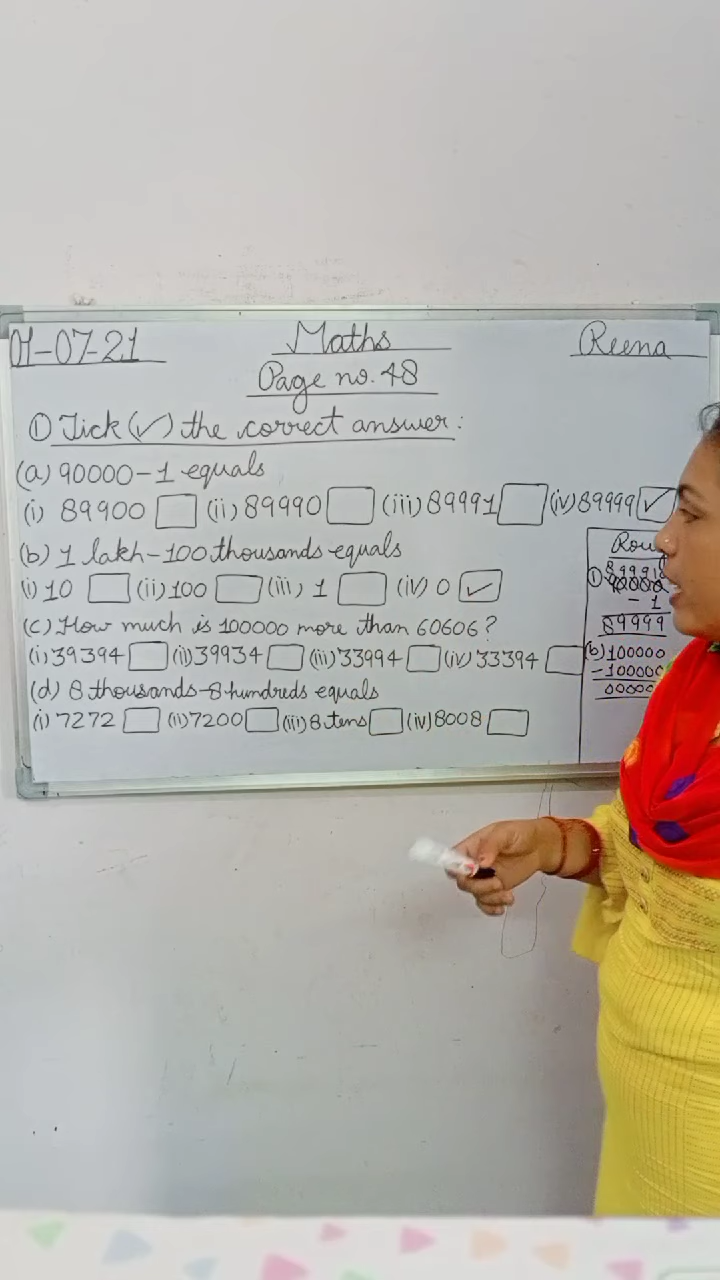 01-07-21 Maths Reena
Page no. 48
① Tick (✓) the correct answer:
(a) 90000-1 equals
(i) 89900 (ii) 89990 (iii) 89991 (iv) 89999 ✓
(b) 1 lakh-100 thousands equals
(i) 10 (ii) 100 (iii) 1 (iv) 0 ✓
(c) How much is 100000 more than 60606?
(i) 39394 (ii) 39934 (iii) 33994 (iv) 33394
(d) 8 thousands-8 hundreds equals
(i) 7272 (ii) 7200 (iii) 8 tens (iv) 8008
① 90000
- 1
89999
(b) 100000
-100000